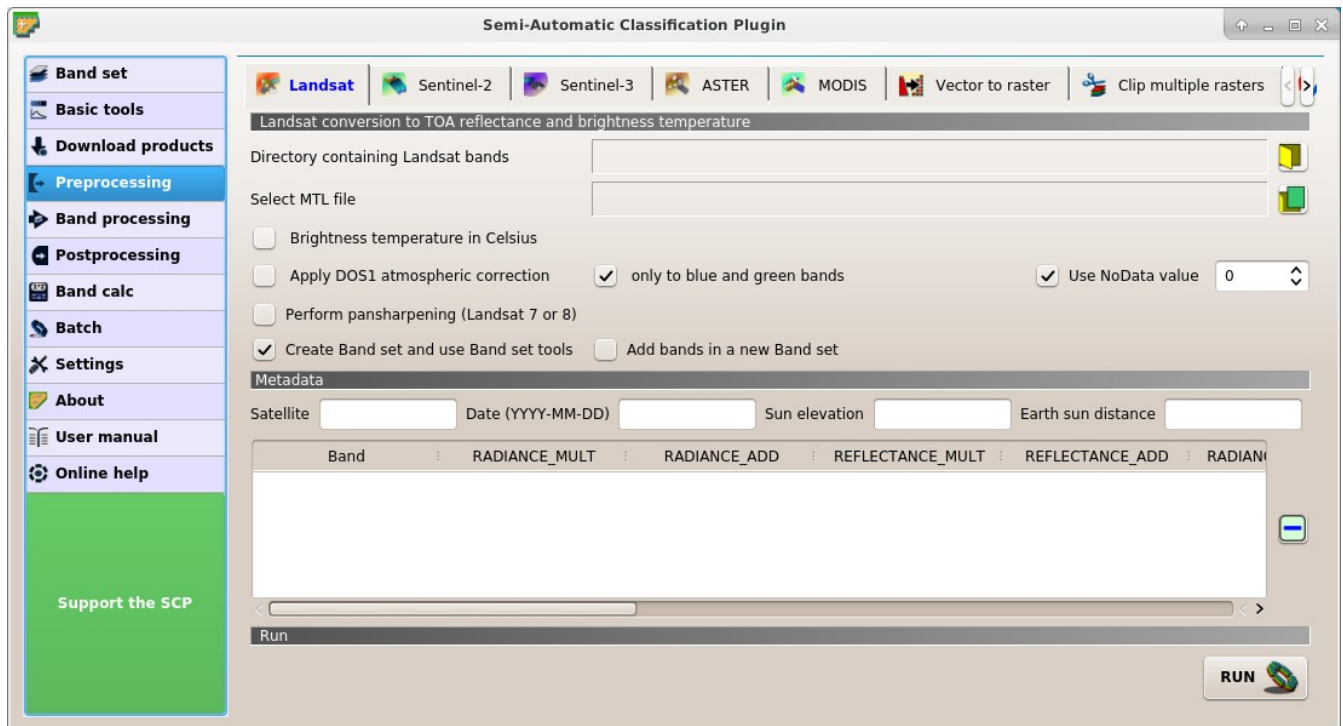 Semi-Automatic Classification Plugin
Band set
Basic tools
Download products
Preprocessing
Band processing
Postprocessing
Band calc
Batch
Settings
About
User manual
Online help
Support the SCP
Landsat Sentinel-2 Sentinel-3 ASTER MODIS Vector to raster Clip multiple rasters
Landsat conversion to TOA reflectance and brightness temperature
Directory containing Landsat bands
Select MTL file
Brightness temperature in Celsius
Apply DOS1 atmospheric correction only to blue and green bands Use NoData value 0
Perform pansharpening (Landsat 7 or 8)
Create Band set and use Band set tools Add bands in a new Band set
Metadata
Satellite Date (YYYY-MM-DD) Sun elevation Earth sun distance
Band RADIANCE_MULT RADIANCE_ADD REFLECTANCE_MULT REFLECTANCE_ADD
Run
RUN